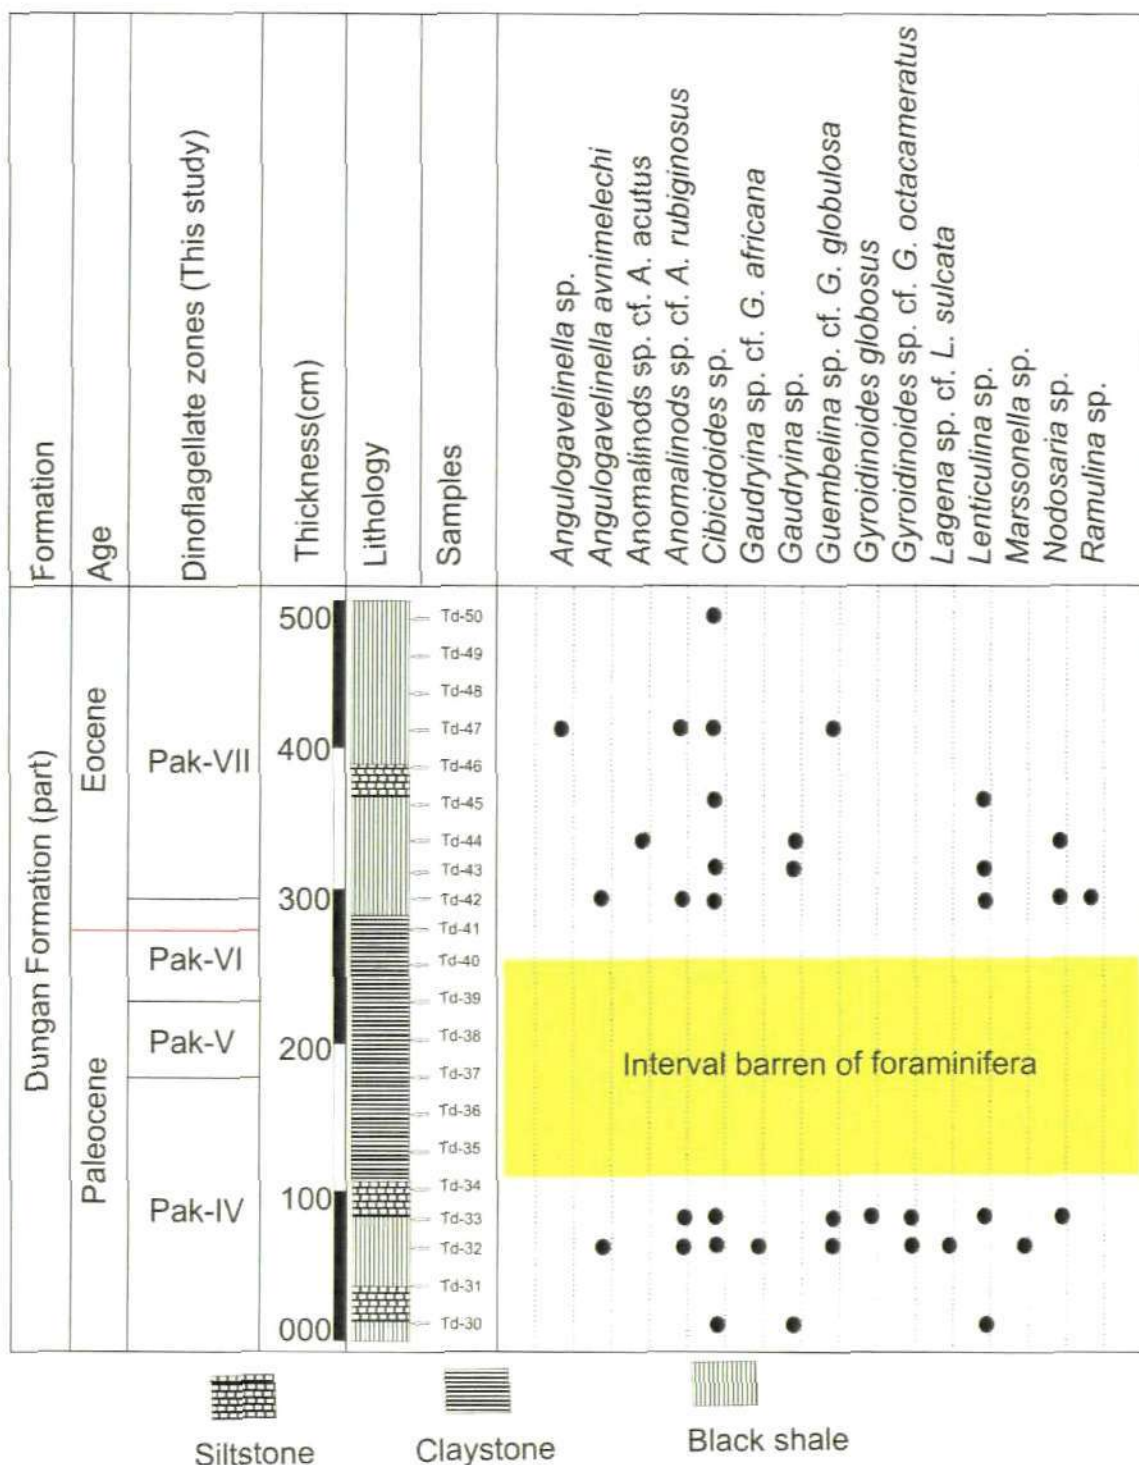 Formation
Age
Dinoflagellate zones (This study)
Thickness(cm)
Lithology
Samples
Angulogavelinella sp.
Angulogavelinella avnimelechi
Anomalinods sp. cf. A. acutus
Anomalinods sp. cf. A. rubiginosus
Cibicidoides sp.
Gaudryina sp. cf. G. africana
Gaudryina sp.
Guembelina sp. cf. G. globulosa
Gyroidinoides globosus
Gyroidinoides sp. cf. G. octacameratus
Lagena sp. cf. L. sulcata
Lenticulina sp.
Marssonella sp.
Nodosaria sp.
Ramulina sp.
Dungan Formation (part)
Eocene
Paleocene
Pak-VII
Pak-VI
Pak-V
Pak-IV
500
400
300
200
100
000
Td-50
Td-49
Td-48
Td-47
Td-46
Td-45
Td-44
Td-43
Td-42
Td-41
Td-40
Td-39
Td-38
Td-37
Td-36
Td-35
Td-34
Td-33
Td-32
Td-31
Td-30
Interval barren of foraminifera
Siltstone
Claystone
Black shale